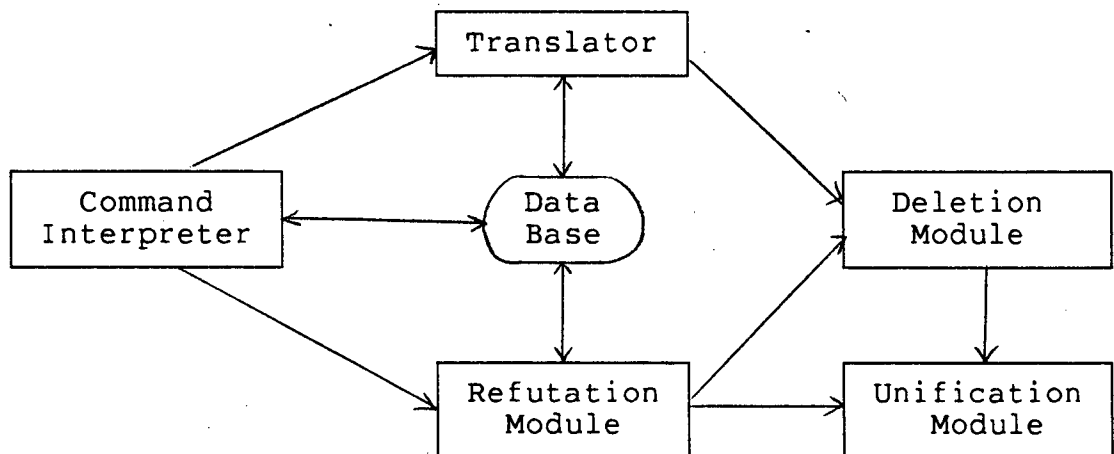 Translator
Command
Interpreter
Data
Base
Deletion
Module
Refutation
Module
Unification
Module